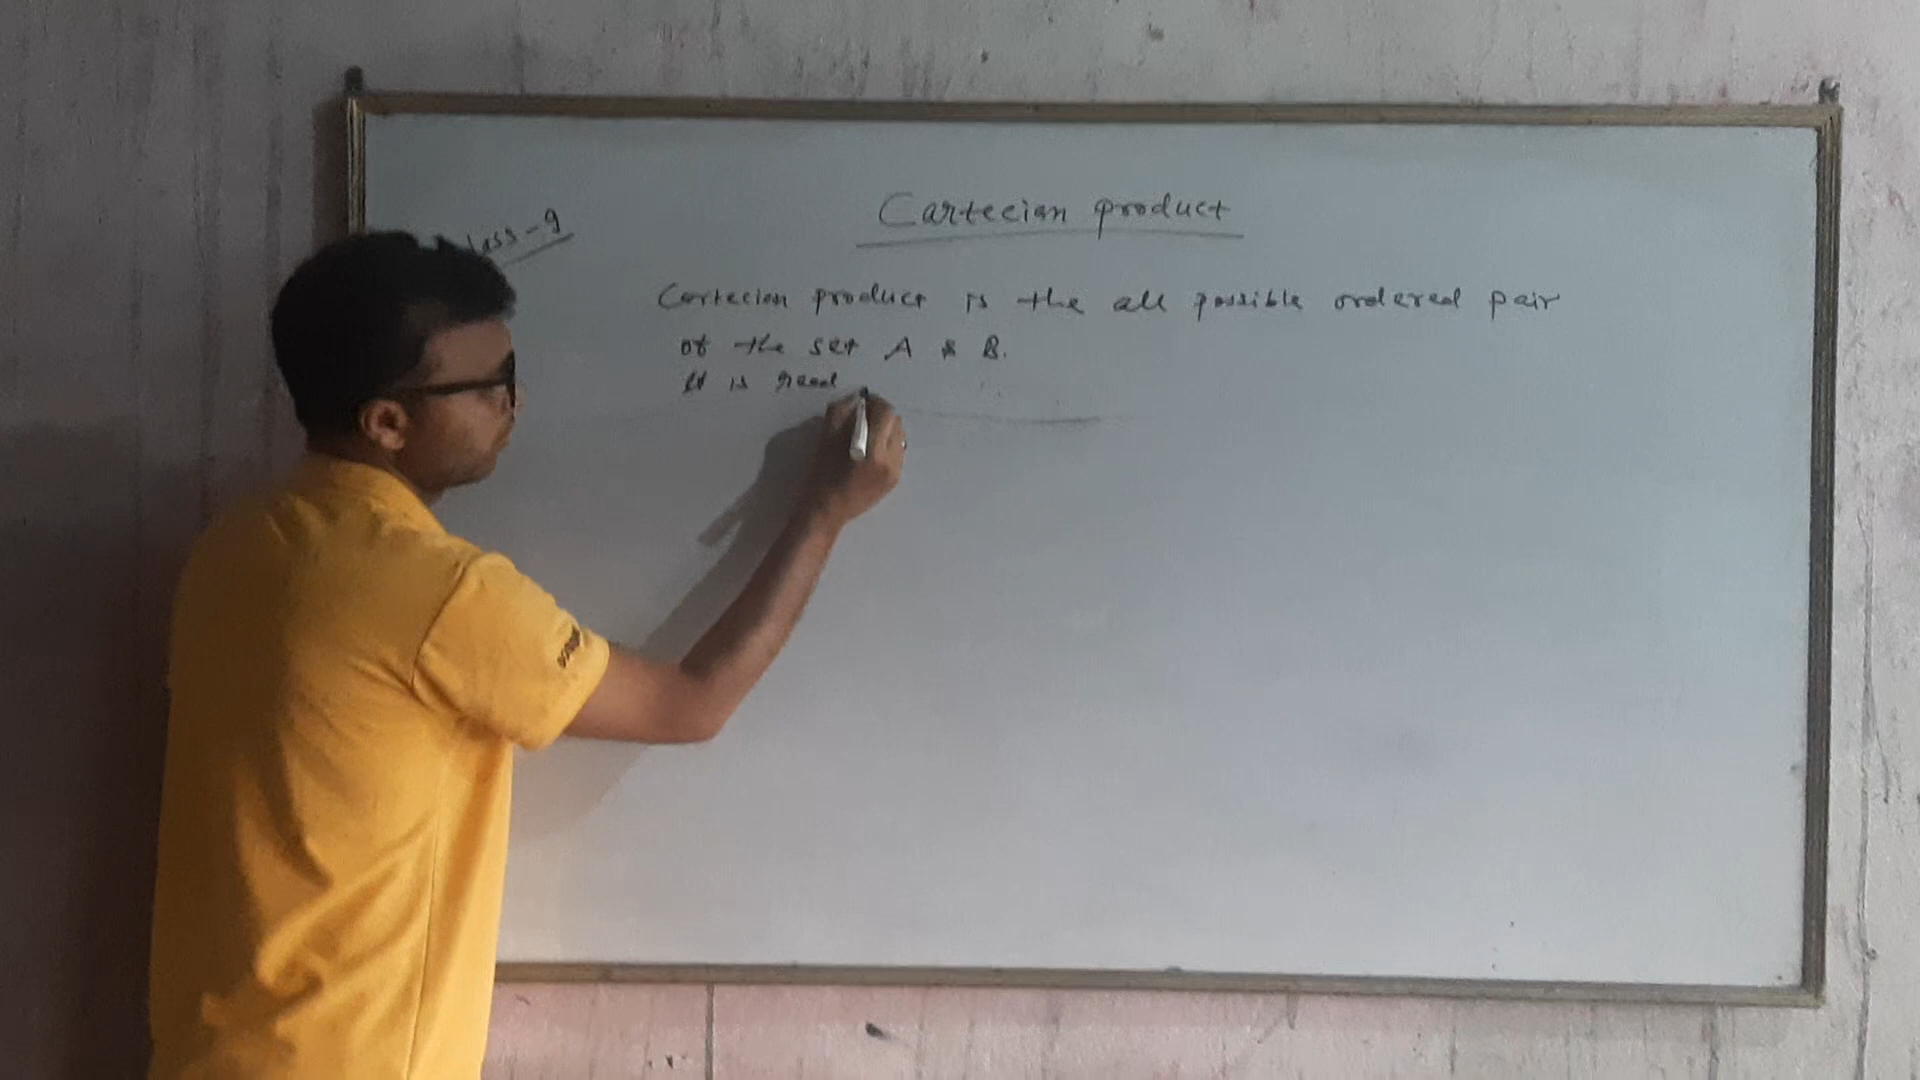 Class-9
Cartecian product
Cartecian product is the all possible ordered pair
of the set A & B.
It is read